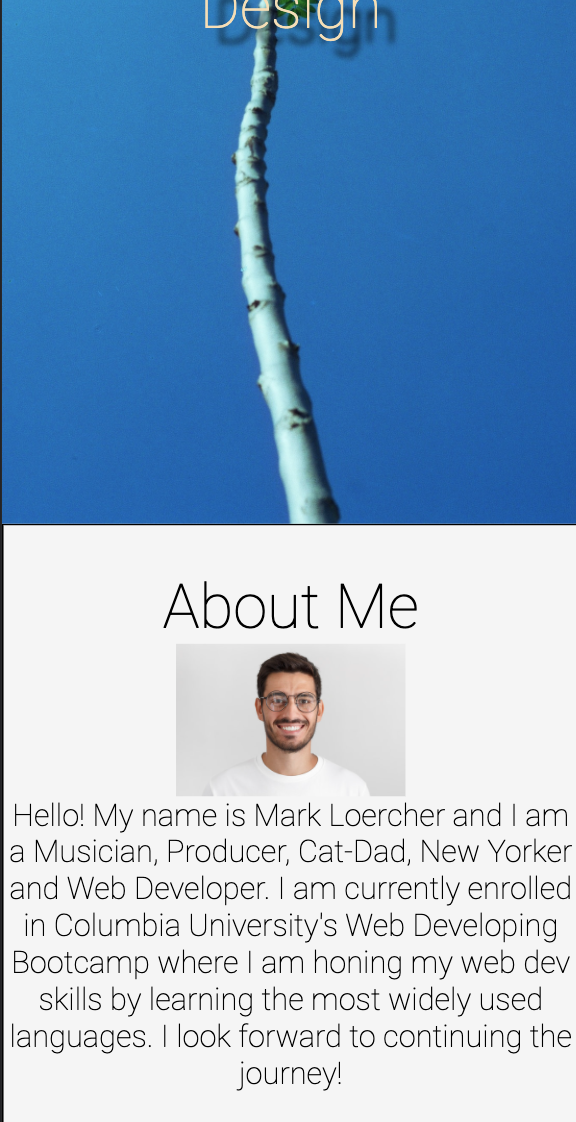 Design
About Me
Hello! My name is Mark Loercher and I am
a Musician, Producer, Cat-Dad, New Yorker
and Web Developer. I am currently enrolled
in Columbia University's Web Developing
Bootcamp where I am honing my web dev
skills by learning the most widely used
languages. I look forward to continuing the
journey!